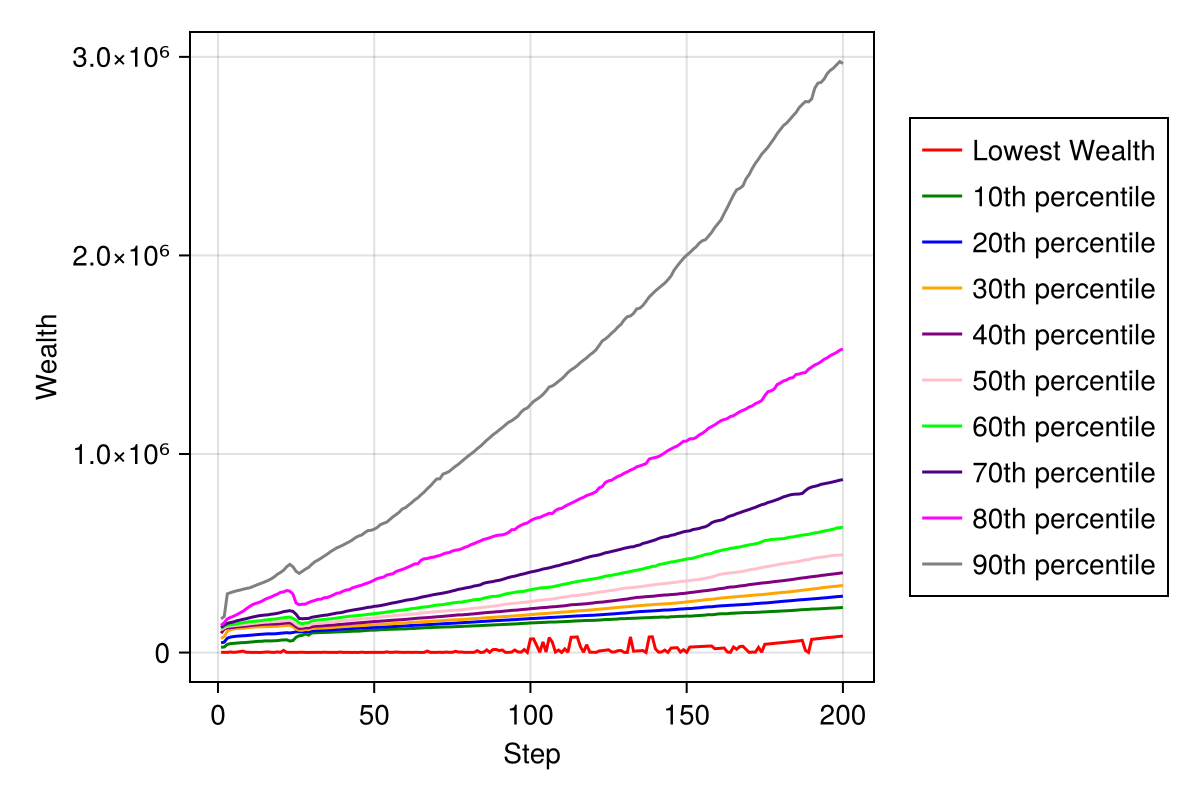 3.0×10⁶
2.0×10⁶
1.0×10⁶
0
Wealth
0 50 100 150 200
Step
Lowest Wealth
10th percentile
20th percentile
30th percentile
40th percentile
50th percentile
60th percentile
70th percentile
80th percentile
90th percentile